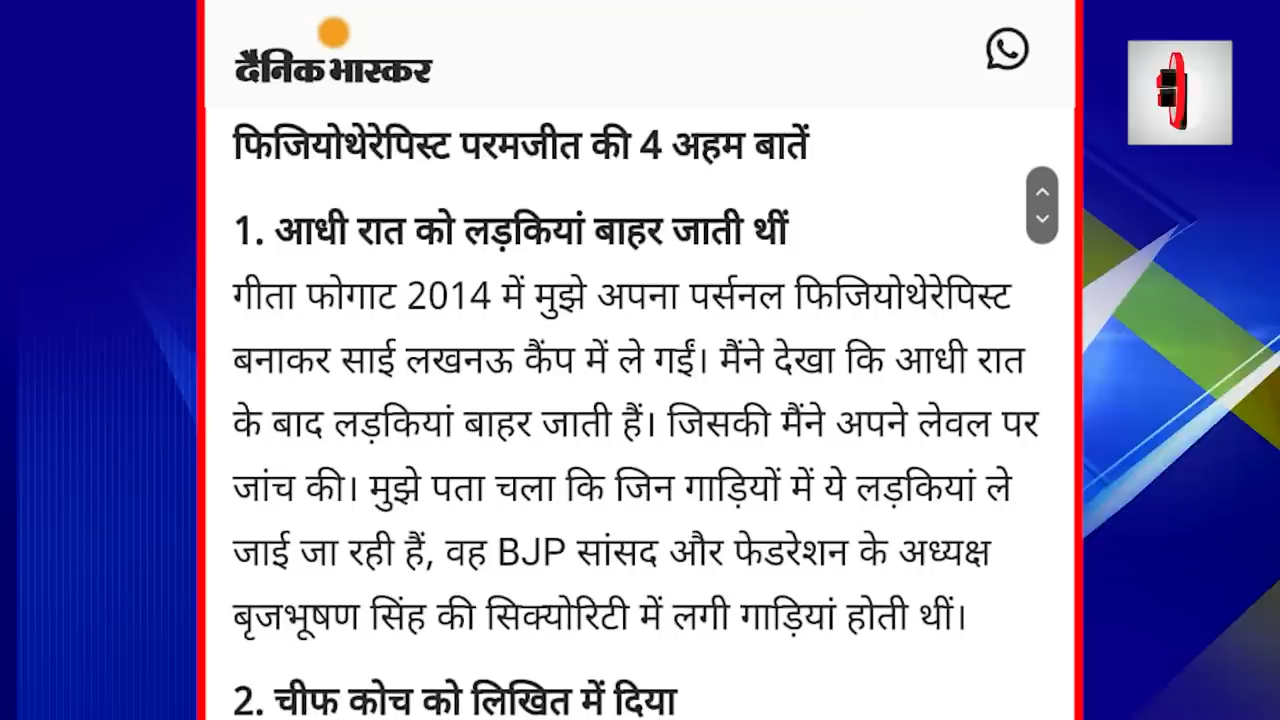 दैनिक भास्कर
फिजियोथेरेपिस्ट परमजीत की 4 अहम बातें
1. आधी रात को लड़कियां बाहर जाती थीं
गीता फोगाट 2014 में मुझे अपना पर्सनल फिजियोथेरेपिस्ट
बनाकर साई लखनऊ कैंप में ले गईं। मैंने देखा कि आधी रात
के बाद लड़कियां बाहर जाती हैं। जिसकी मैंने अपने लेवल पर
जांच की। मुझे पता चला कि जिन गाड़ियों में ये लड़कियां ले
जाई जा रही हैं, वह BJP सांसद और फेडरेशन के अध्यक्ष
बृजभूषण सिंह की सिक्योरिटी में लगी गाड़ियां होती थीं।
2. चीफ कोच को लिखित में दिया